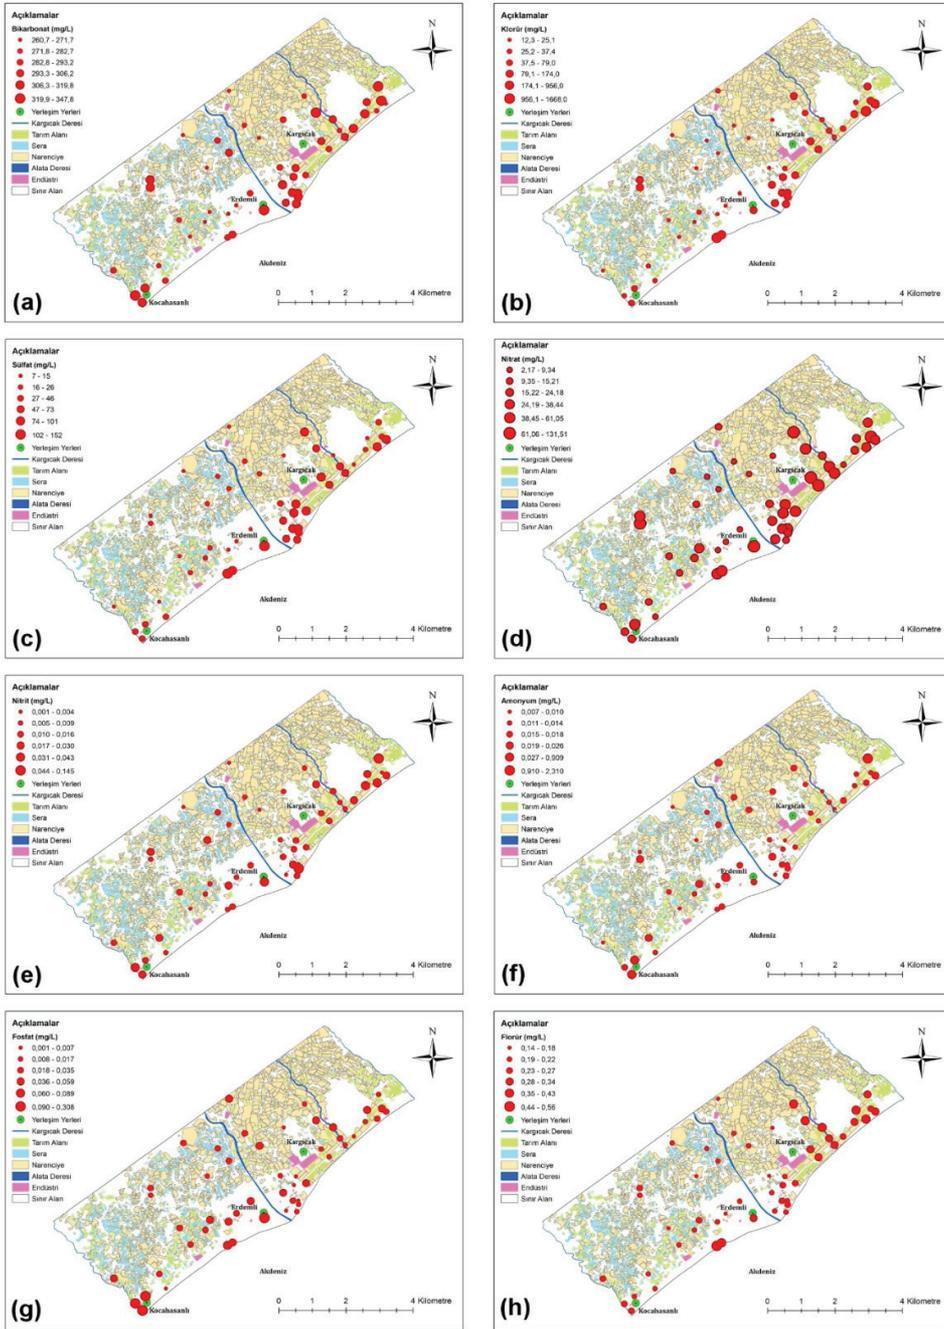 Açıklamalar
Bikarbonat (mg/L)
260,7 - 271,7
271,8 - 282,7
282,8 - 293,2
293,3 - 306,2
306,3 - 319,8
319,9 - 347,8
Yerleşim Yerleri
Kargıcak Deresi
Tarım Alanı
Sera
Narenciye
Alata Deresi
Endüstri
Sınır Alan
N
Kargıcak
Erdemli
Akdeniz
Kocahasanlı
0 1 2 4 Kilometre
(a)
Açıklamalar
Klorür (mg/L)
12,3 - 25,1
25,2 - 37,4
37,5 - 79,0
79,1 - 174,0
174,1 - 956,0
956,1 - 1668,0
Yerleşim Yerleri
Kargıcak Deresi
Tarım Alanı
Sera
Narenciye
Alata Deresi
Endüstri
Sınır Alan
N
Kargıcak
Erdemli
Akdeniz
Kocahasanlı
0 1 2 4 Kilometre
(b)
Açıklamalar
Sülfat (mg/L)
7 - 15
16 - 26
27 - 46
47 - 73
74 - 101
102 - 152
Yerleşim Yerleri
Kargıcak Deresi
Tarım Alanı
Sera
Narenciye
Alata Deresi
Endüstri
Sınır Alan
N
Kargıcak
Erdemli
Akdeniz
Kocahasanlı
0 1 2 4 Kilometre
(c)
Açıklamalar
Nitrat (mg/L)
2,17 - 9,34
9,35 - 15,21
15,22 - 24,18
24,19 - 38,44
38,45 - 61,05
61,06 - 131,51
Yerleşim Yerleri
Kargıcak Deresi
Tarım Alanı
Sera
Narenciye
Alata Deresi
Endüstri
Sınır Alan
N
Kargıcak
Erdemli
Akdeniz
Kocahasanlı
0 1 2 4 Kilometre
(d)
Açıklamalar
Nitrit (mg/L)
0,001 - 0,004
0,005 - 0,009
0,010 - 0,016
0,017 - 0,030
0,031 - 0,043
0,044 - 0,145
Yerleşim Yerleri
Kargıcak Deresi
Tarım Alanı
Sera
Narenciye
Alata Deresi
Endüstri
Sınır Alan
N
Kargıcak
Erdemli
Akdeniz
Kocahasanlı
0 1 2 4 Kilometre
(e)
Açıklamalar
Amonyum (mg/L)
0,007 - 0,010
0,011 - 0,014
0,015 - 0,018
0,019 - 0,026
0,027 - 0,909
0,910 - 2,310
Yerleşim Yerleri
Kargıcak Deresi
Tarım Alanı
Sera
Narenciye
Alata Deresi
Endüstri
Sınır Alan
N
Kargıcak
Erdemli
Akdeniz
Kocahasanlı
0 1 2 4 Kilometre
(f)
Açıklamalar
Fosfat (mg/L)
0,001 - 0,007
0,008 - 0,017
0,018 - 0,035
0,036 - 0,059
0,060 - 0,089
0,090 - 0,308
Yerleşim Yerleri
Kargıcak Deresi
Tarım Alanı
Sera
Narenciye
Alata Deresi
Endüstri
Sınır Alan
N
Kargıcak
Erdemli
Akdeniz
Kocahasanlı
0 1 2 4 Kilometre
(g)
Açıklamalar
Florür (mg/L)
0,14 - 0,18
0,19 - 0,22
0,23 - 0,27
0,28 - 0,34
0,35 - 0,43
0,44 - 0,56
Yerleşim Yerleri
Kargıcak Deresi
Tarım Alanı
Sera
Narenciye
Alata Deresi
Endüstri
Sınır Alan
N
Kargıcak
Erdemli
Akdeniz
Kocahasanlı
0 1 2 4 Kilometre
(h)